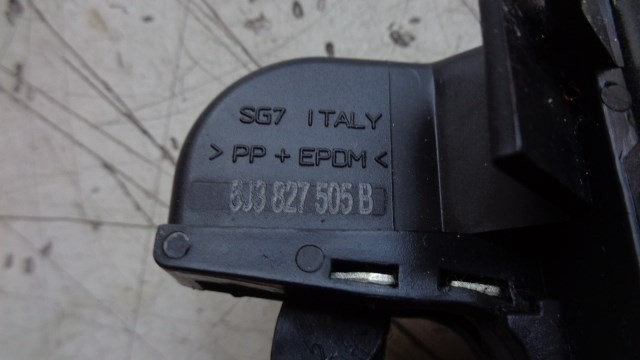 SG7 ITALY
> PP + EPDM <
8J3 827 505 B